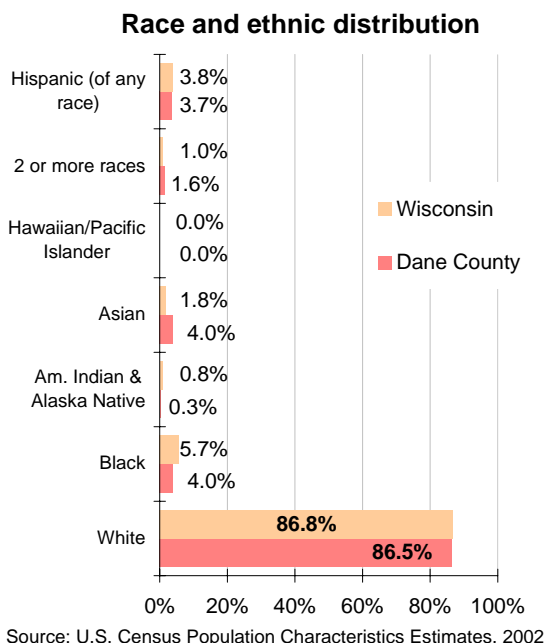 Race and ethnic distribution
Hispanic (of any
race)
3.8%
3.7%
2 or more races
1.0%
1.6%
Wisconsin
Hawaiian/Pacific
Islander
0.0%
0.0%
Dane County
Asian
1.8%
4.0%
Am. Indian &
Alaska Native
0.8%
0.3%
Black
5.7%
4.0%
White
86.8%
86.5%
0% 20% 40% 60% 80% 100%
Source: U.S. Census Population Characteristics Estimates, 2002